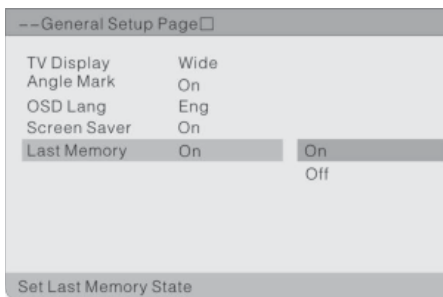 --General Setup Page□
TV Display Wide
Angle Mark On
OSD Lang Eng
Screen Saver On
Last Memory On On
Off
Set Last Memory State